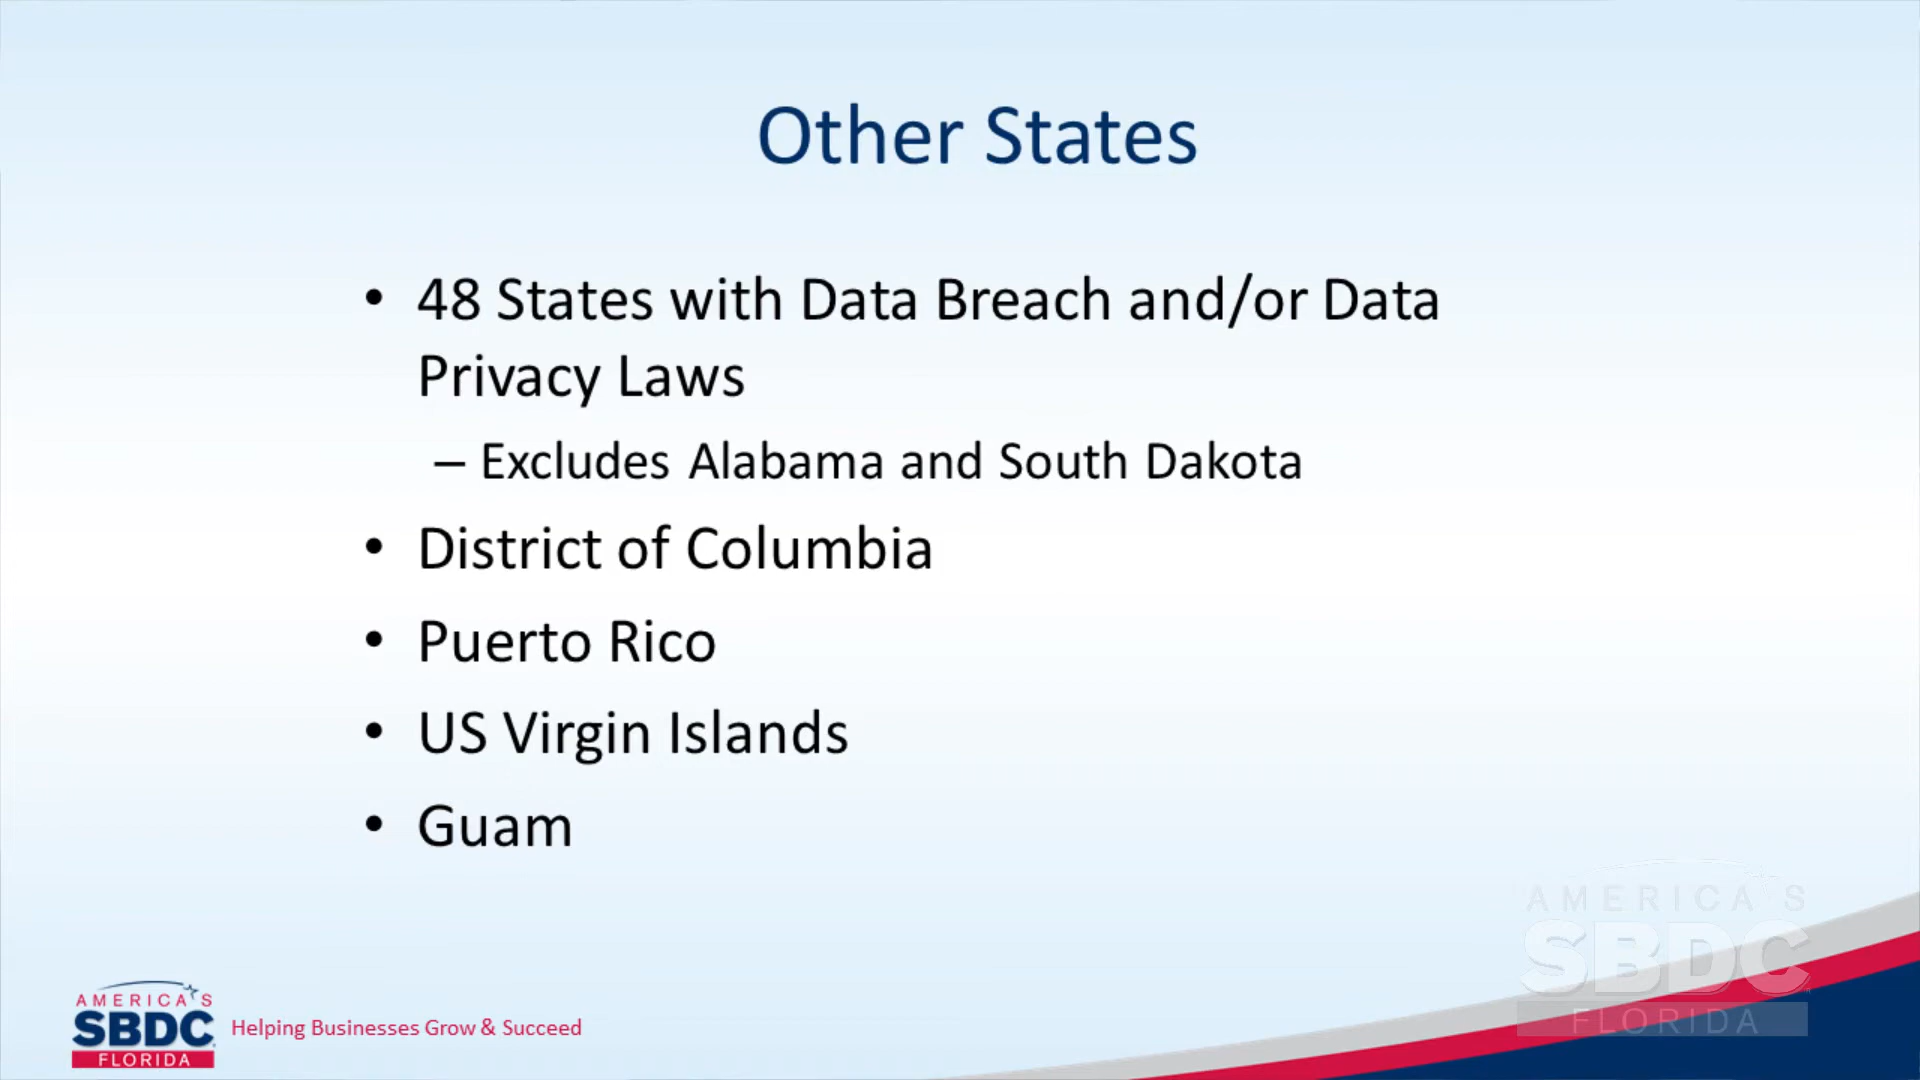 Other States
• 48 States with Data Breach and/or Data
Privacy Laws
– Excludes Alabama and South Dakota
• District of Columbia
• Puerto Rico
• US Virgin Islands
• Guam
AMERICA'S
SBDC
FLORIDA
Helping Businesses Grow & Succeed
AMERICA'S
SBDC
FLORIDA